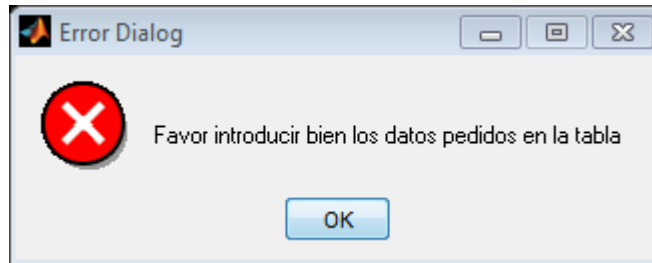 Error Dialog
Favor introducir bien los datos pedidos en la tabla
OK